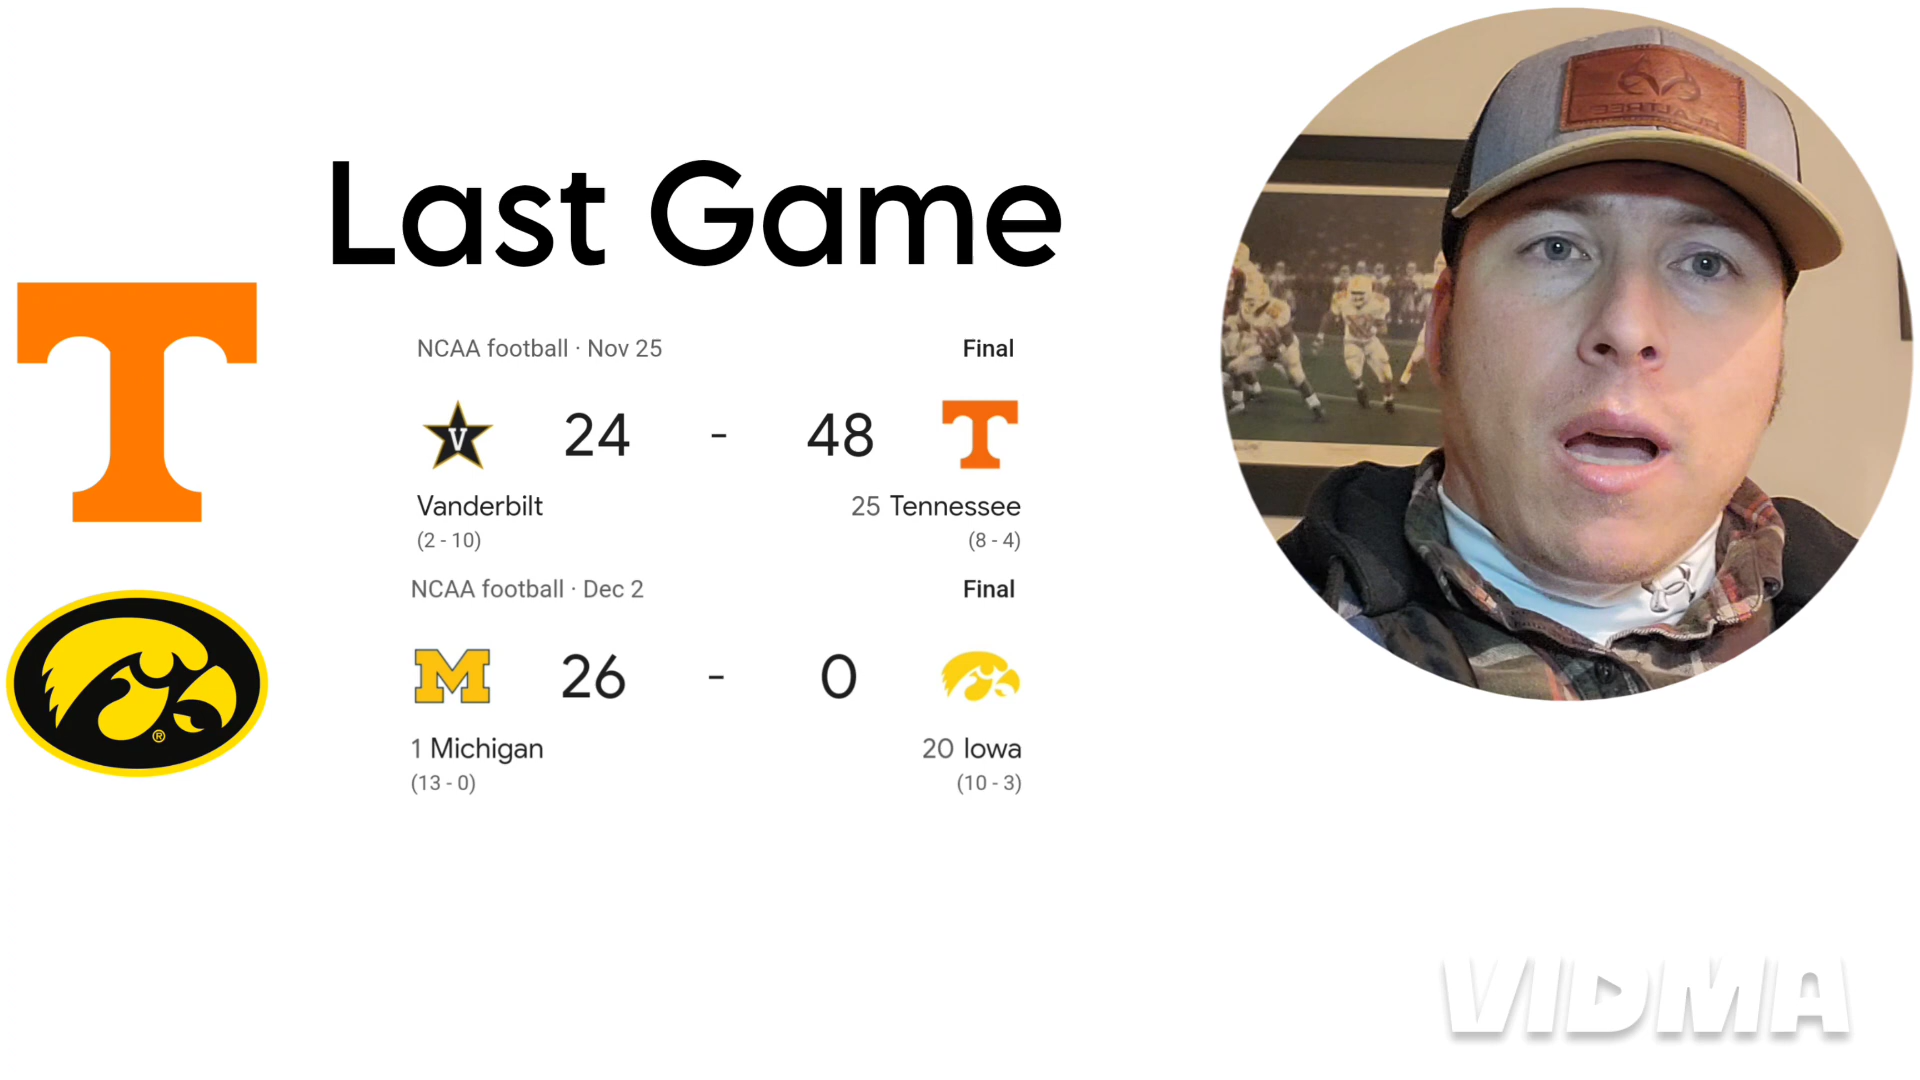 Last Game
NCAA football · Nov 25 Final
V 24 - 48 T
Vanderbilt 25 Tennessee
(2 - 10) (8 - 4)
NCAA football · Dec 2 Final
M 26 - 0
1 Michigan 20 Iowa
(13 - 0) (10 - 3)
T
®
REALTREE
VIDMA